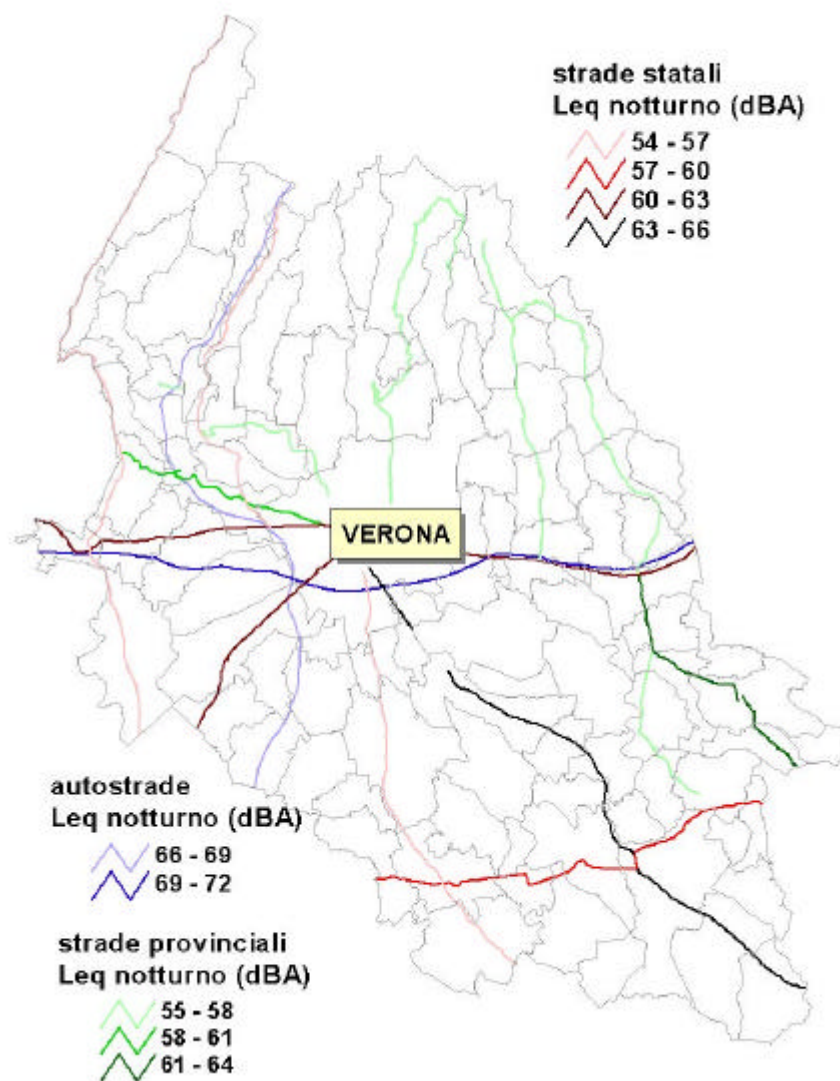 strade statali
Leq notturno (dBA)
54 - 57
57 - 60
60 - 63
63 - 66
VERONA
autostrade
Leq notturno (dBA)
66 - 69
69 - 72
strade provinciali
Leq notturno (dBA)
55 - 58
58 - 61
61 - 64